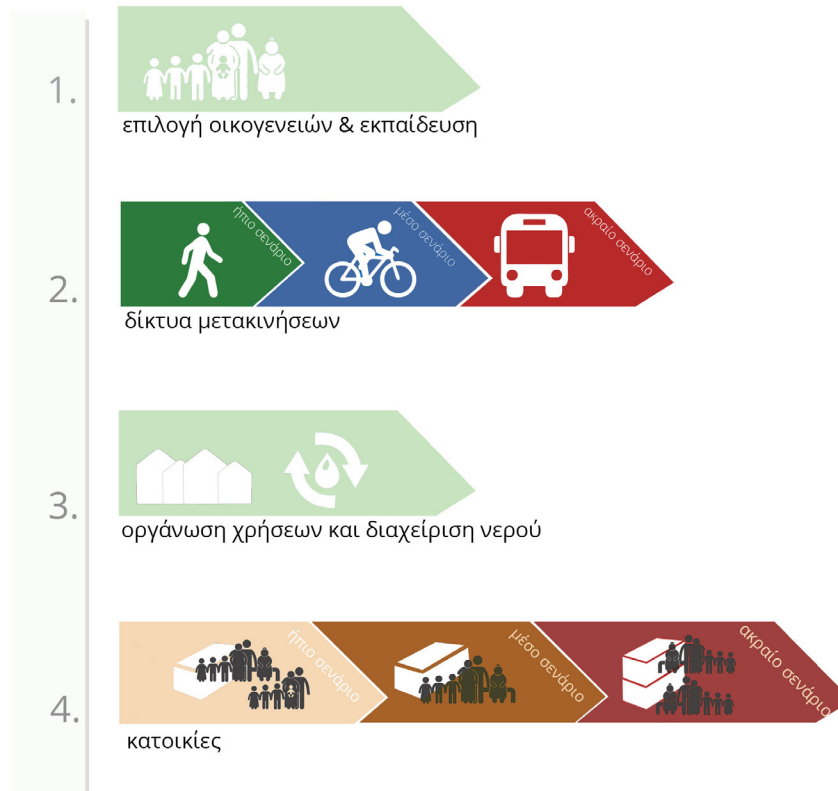 1.
επιλογή οικογενειών & εκπαίδευση
ήπιο σενάριο
μέσο σενάριο
ακραίο σενάριο
2.
δίκτυα μετακινήσεων
3.
οργάνωση χρήσεων και διαχείριση νερού
ήπιο σενάριο
μέσο σενάριο
ακραίο σενάριο
4.
κατοικίες